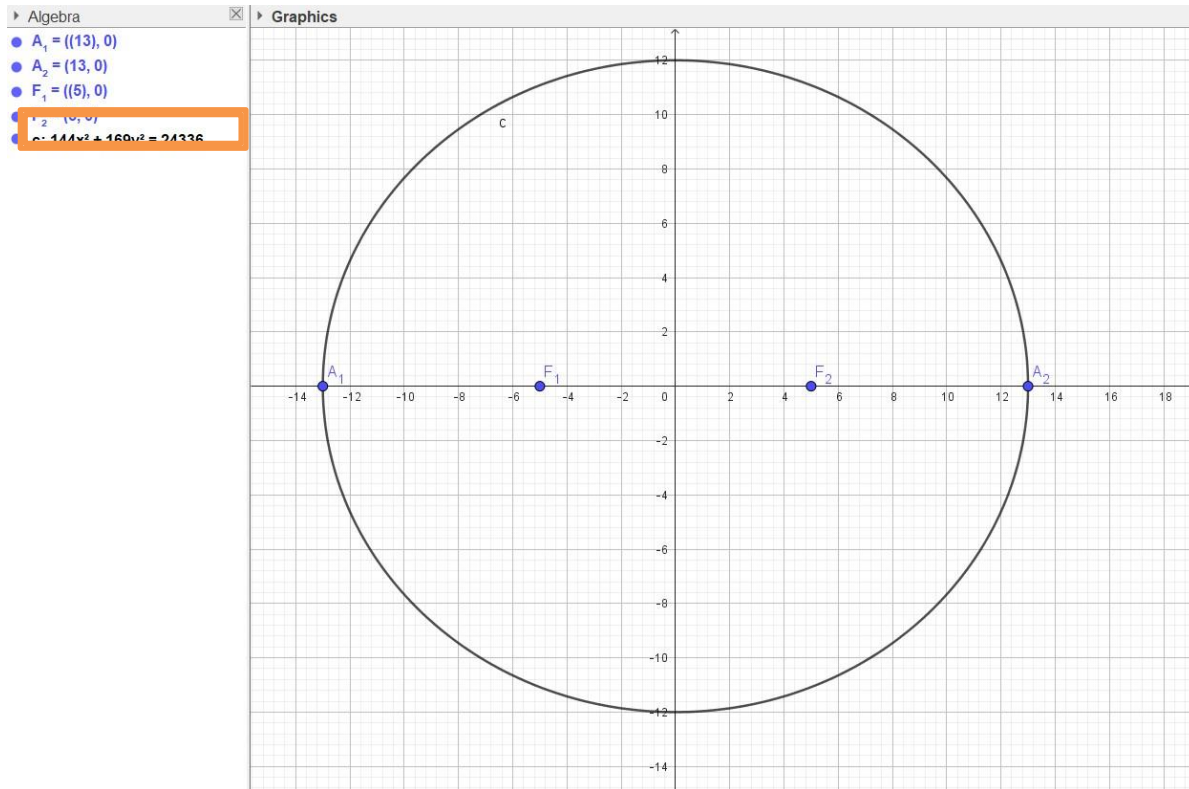 Algebra
Graphics
A₁ = ((13), 0)
A₂ = (13, 0)
F₁ = ((5), 0)
c: 144x² + 169y² = 24336
12
10
8
6
4
2
-2
-4
-6
-8
-10
-12
-14
-14 -12 -10 -8 -6 -4 -2 0 2 4 6 8 10 12 14 16 18
c
A₁ F₁ F₂ A₂